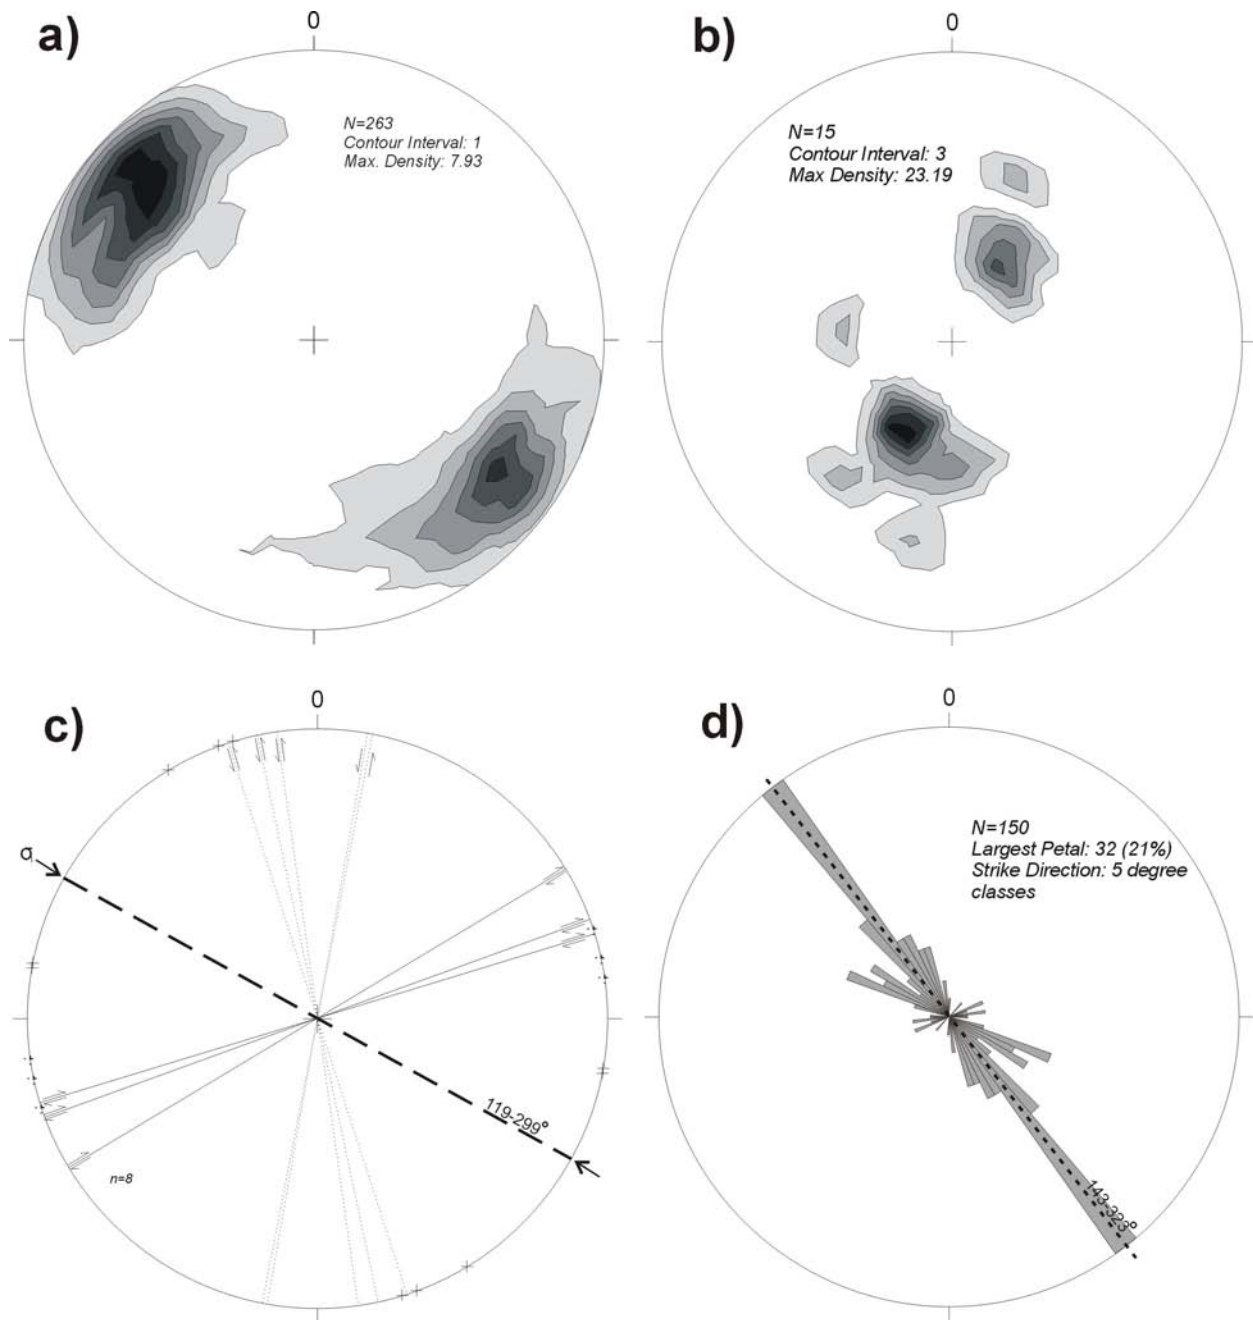 a)
0
N=263
Contour Interval: 1
Max. Density: 7.93
b)
0
N=15
Contour Interval: 3
Max Density: 23.19
c)
0
σ1
119-299°
n=8
d)
0
N=150
Largest Petal: 32 (21%)
Strike Direction: 5 degree
classes
143-323°